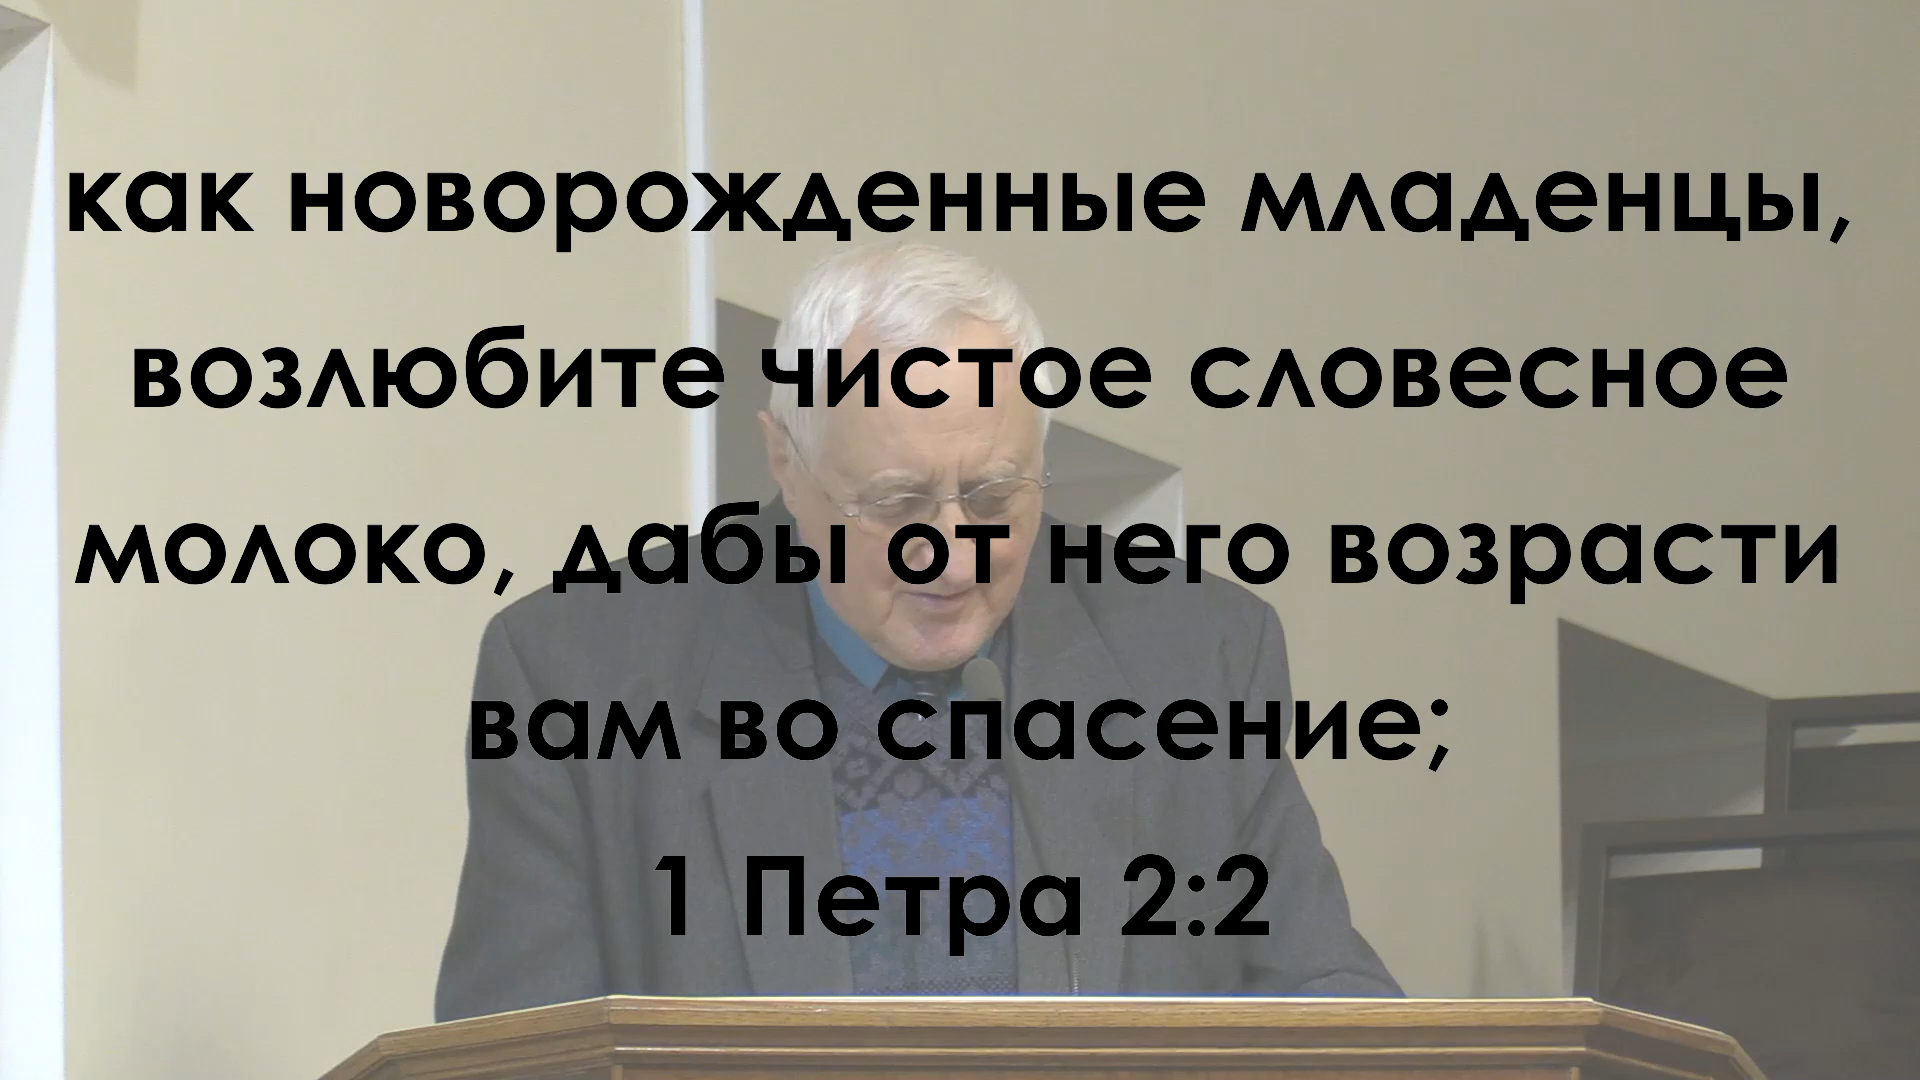 как новорожденные младенцы,
возлюбите чистое словесное
молоко, дабы от него возрасти
вам во спасение;
1 Петра 2:2